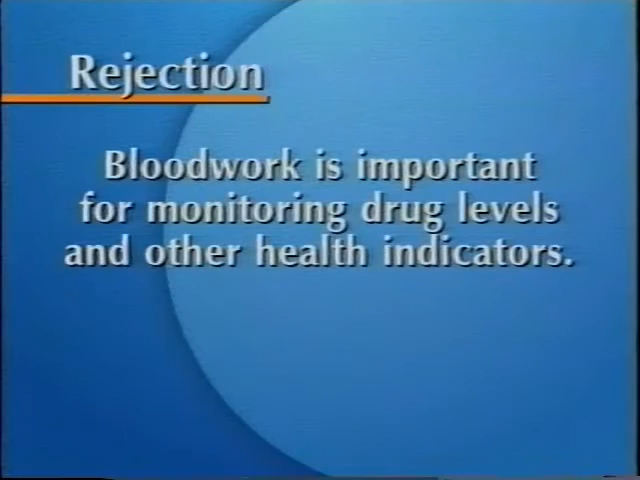 Rejection
Bloodwork is important
for monitoring drug levels
and other health indicators.